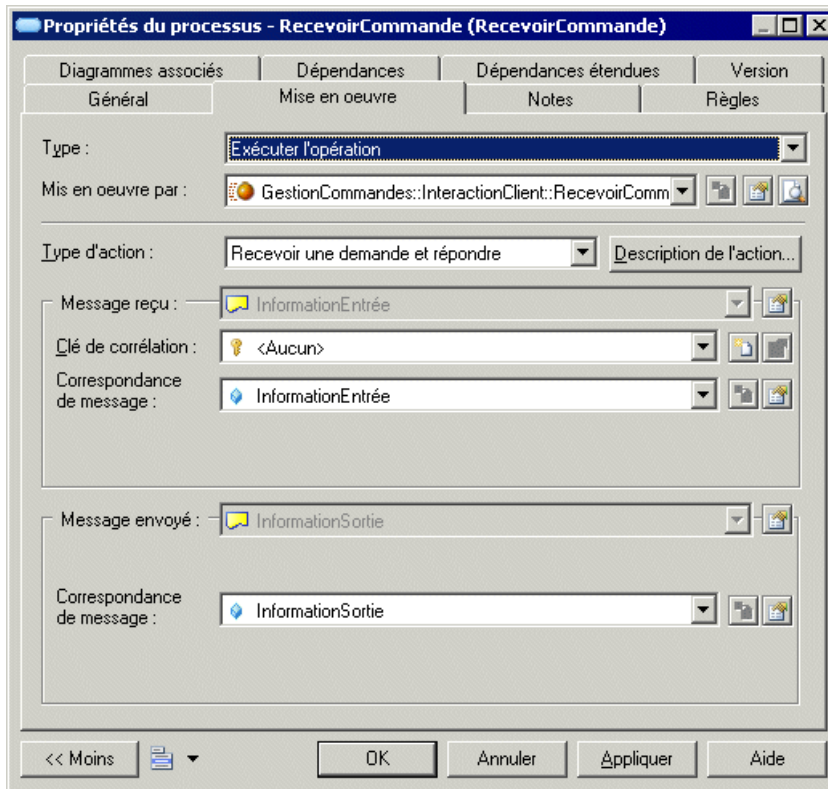 Propriétés du processus - RecevoirCommande (RecevoirCommande)
Diagrammes associés Dépendances Dépendances étendues Version
Général Mise en oeuvre Notes Règles
Type : Exécuter l'opération
Mis en oeuvre par : GestionCommandes::InteractionClient::RecevoirComm
Type d'action : Recevoir une demande et répondre Description de l'action...
Message reçu : InformationEntrée
Clé de corrélation : <Aucun>
Correspondance
de message : InformationEntrée
Message envoyé : InformationSortie
Correspondance
de message : InformationSortie
<< Moins OK Annuler Appliquer Aide